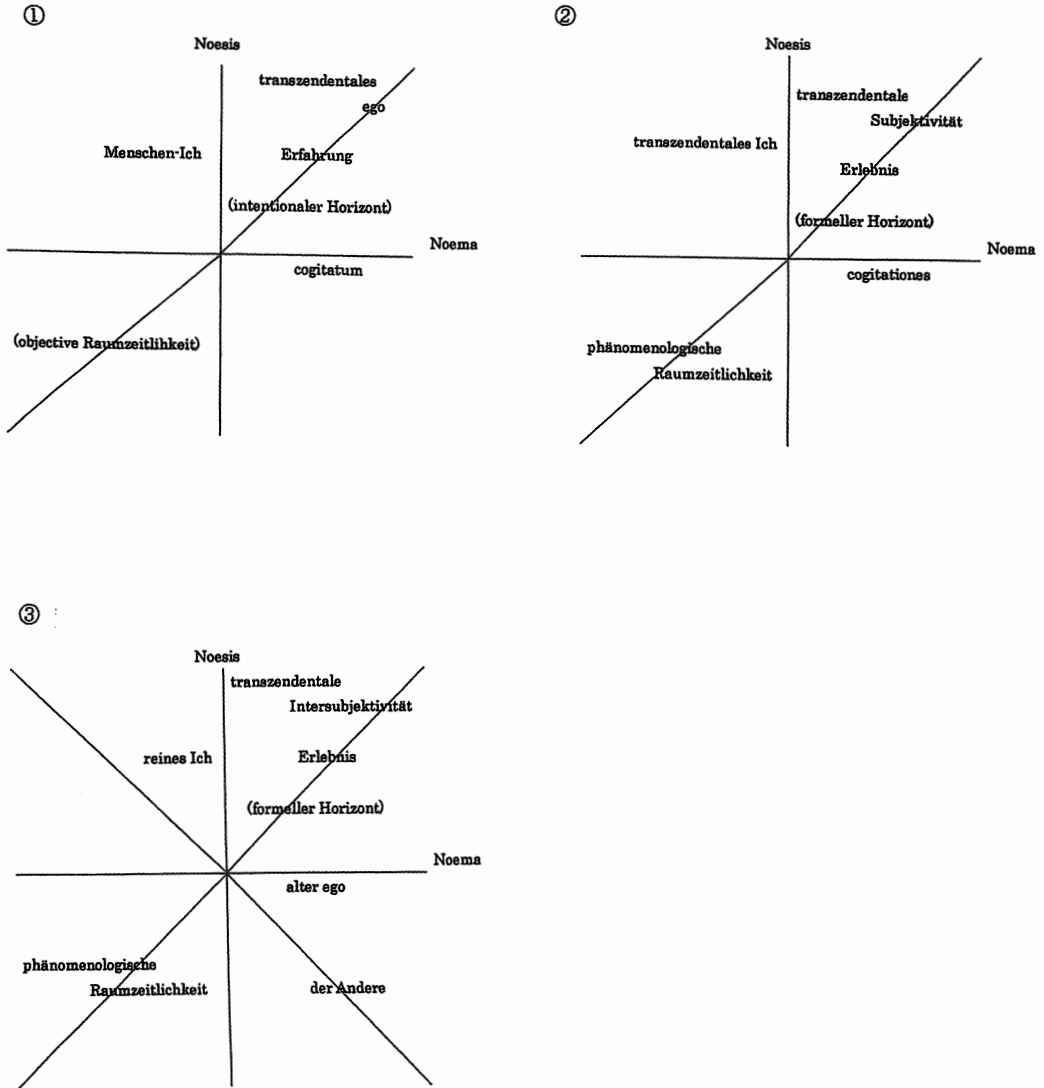 ①
Noesis
transzendentales
ego
Menschen-Ich
Erfahrung
(intentionaler Horizont)
Noema
cogitatum
(objective Raumzeitlihkeit)
②
Noesis
transzendentale
Subjektivität
transzendentales Ich
Erlebnis
(formeller Horizont)
Noema
cogitationes
phänomenologische
Raumzeitlichkeit
③
Noesis
transzendentale
Intersubjektivität
reines Ich
Erlebnis
(formeller Horizont)
Noema
alter ego
phänomenologische
Raumzeitlichkeit
der Andere